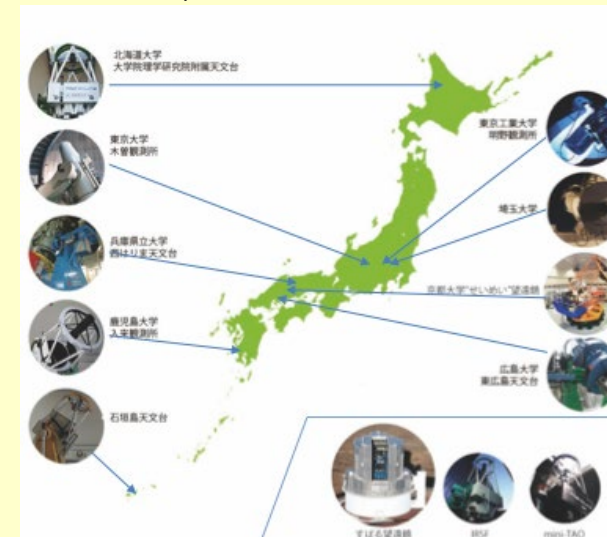 北海道大学
大学院理学研究院附属天文台
東京大学
木曽観測所
兵庫県立大学
西はりま天文台
鹿児島大学
入来観測所
石垣島天文台
東京工業大学
明野観測所
埼玉大学
京都大学"せいめい"望遠鏡
広島大学
東広島天文台
すばる望遠鏡
IRSF
mini-TAO